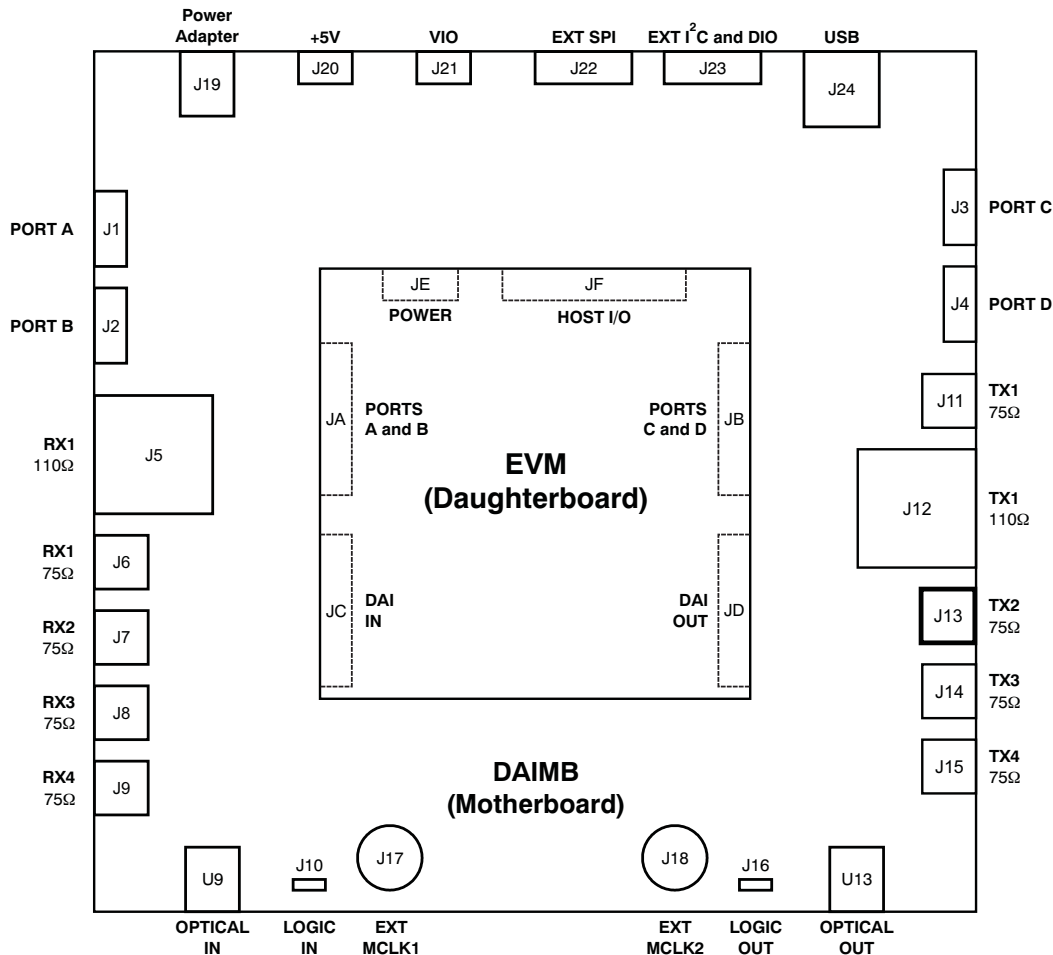 Power
Adapter
+5V
VIO
EXT SPI
EXT I²C and DIO
USB
J19
J20
J21
J22
J23
J24
PORT A
J1
J3
PORT C
PORT B
J2
J4
PORT D
JE
POWER
JF
HOST I/O
JA
PORTS
A and B
PORTS
C and D
JB
J11
TX1
75Ω
RX1
110Ω
J5
EVM
(Daughterboard)
J12
TX1
110Ω
RX1
75Ω
J6
JC
DAI
IN
DAI
OUT
JD
J13
TX2
75Ω
RX2
75Ω
J7
J14
TX3
75Ω
RX3
75Ω
J8
J15
TX4
75Ω
RX4
75Ω
J9
DAIMB
(Motherboard)
U9
J10
J17
J18
J16
U13
OPTICAL
IN
LOGIC
IN
EXT
MCLK1
EXT
MCLK2
LOGIC
OUT
OPTICAL
OUT